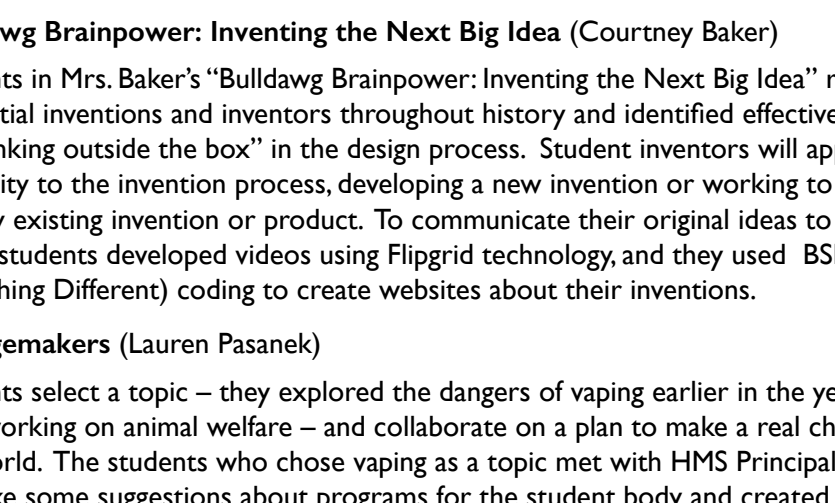 wg Brainpower: Inventing the Next Big Idea (Courtney Baker)
nts in Mrs. Baker’s “Bulldawg Brainpower: Inventing the Next Big Idea” r
tial inventions and inventors throughout history and identified effective
nking outside the box” in the design process. Student inventors will app
ity to the invention process, developing a new invention or working to
y existing invention or product. To communicate their original ideas to
students developed videos using Flipgrid technology, and they used BS
hing Different) coding to create websites about their inventions.
gemakers (Lauren Pasanek)
nts select a topic – they explored the dangers of vaping earlier in the ye
working on animal welfare – and collaborate on a plan to make a real ch
orld. The students who chose vaping as a topic met with HMS Principal
ke some suggestions about programs for the student body and created